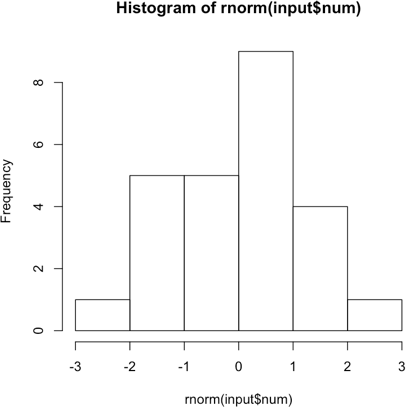 Histogram of rnorm(input$num)
Frequency
8
6
4
2
0
-3 -2 -1 0 1 2 3
rnorm(input$num)